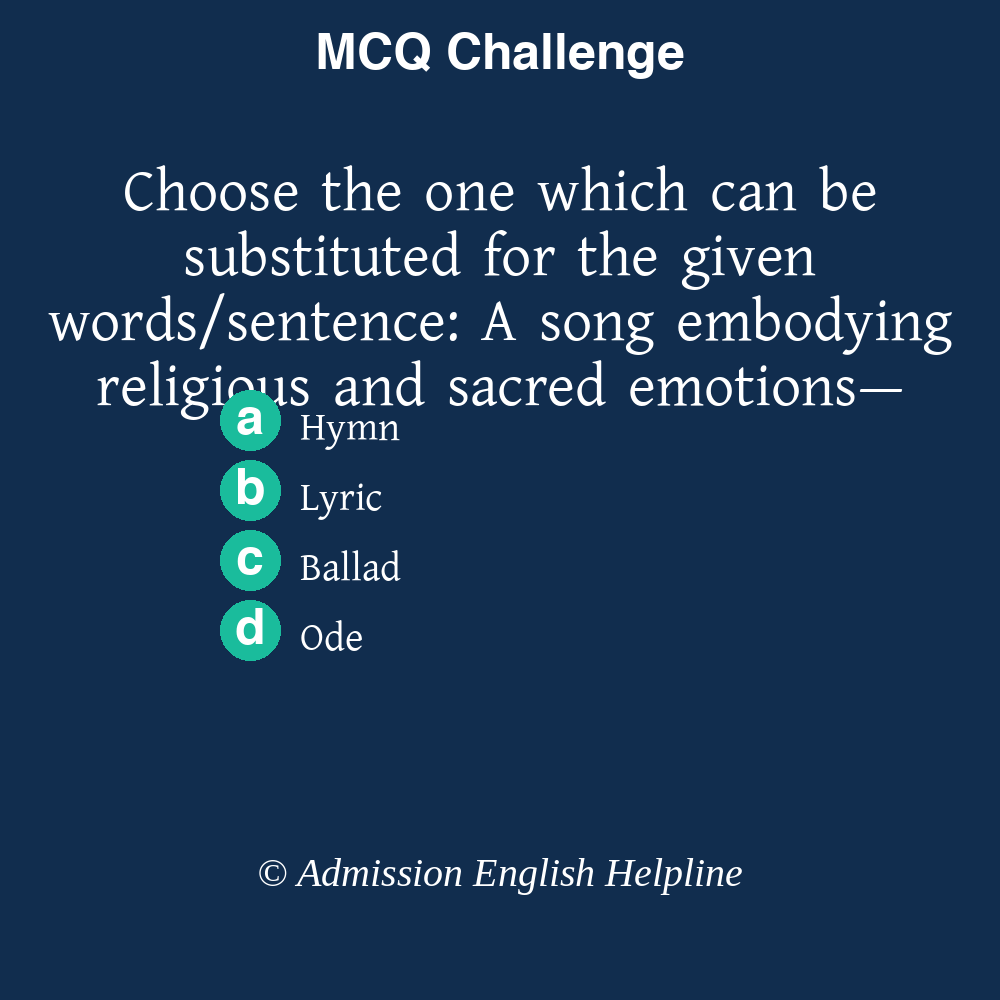 MCQ Challenge
Choose the one which can be
substituted for the given
words/sentence: A song embodying
religious and sacred emotions—
a Hymn
b Lyric
c Ballad
d Ode
© Admission English Helpline